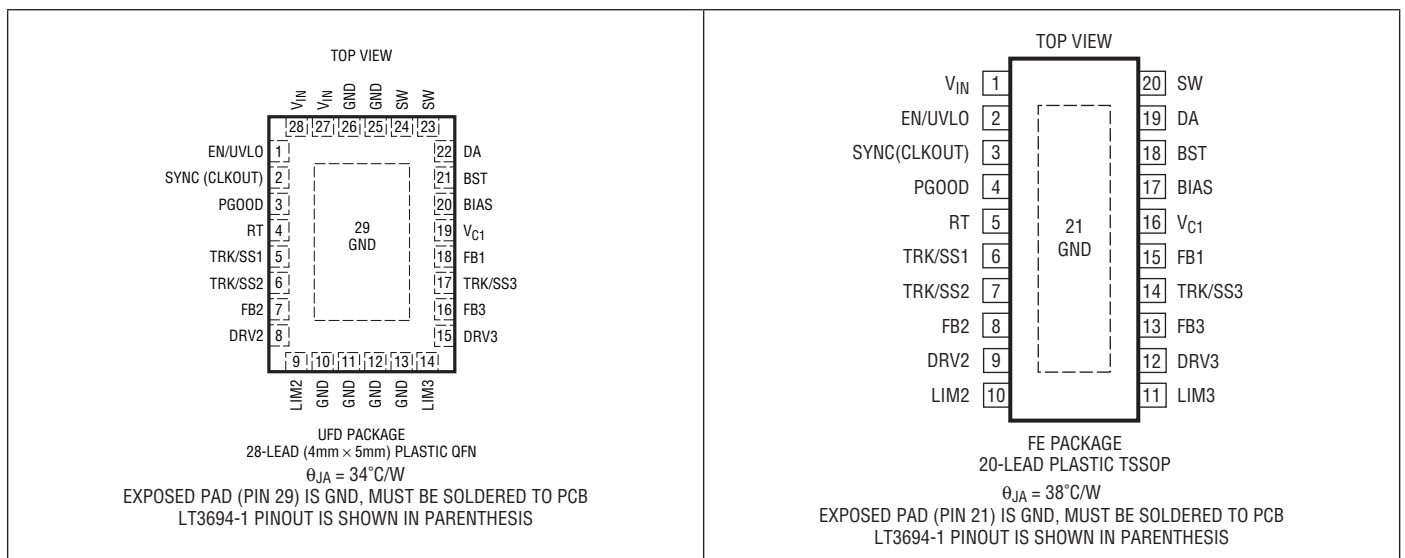 TOP VIEW
VIN VIN GND GND SW SW
28 27 26 25 24 23
EN/UVLO 1 22 DA
SYNC (CLKOUT) 2 21 BST
PGOOD 3 20 BIAS
RT 4 19 VC1
TRK/SS1 5 18 FB1
TRK/SS2 6 17 TRK/SS3
FB2 7 16 FB3
DRV2 8 15 DRV3
29
GND
9 10 11 12 13 14
LIM2 GND GND GND GND LIM3
UFD PACKAGE
28-LEAD (4mm × 5mm) PLASTIC QFN
θJA = 34°C/W
EXPOSED PAD (PIN 29) IS GND, MUST BE SOLDERED TO PCB
LT3694-1 PINOUT IS SHOWN IN PARENTHESIS
TOP VIEW
VIN 1 20 SW
EN/UVLO 2 19 DA
SYNC(CLKOUT) 3 18 BST
PGOOD 4 17 BIAS
RT 5 16 VC1
TRK/SS1 6 15 FB1
TRK/SS2 7 14 TRK/SS3
FB2 8 13 FB3
DRV2 9 12 DRV3
LIM2 10 11 LIM3
21
GND
FE PACKAGE
20-LEAD PLASTIC TSSOP
θJA = 38°C/W
EXPOSED PAD (PIN 21) IS GND, MUST BE SOLDERED TO PCB
LT3694-1 PINOUT IS SHOWN IN PARENTHESIS